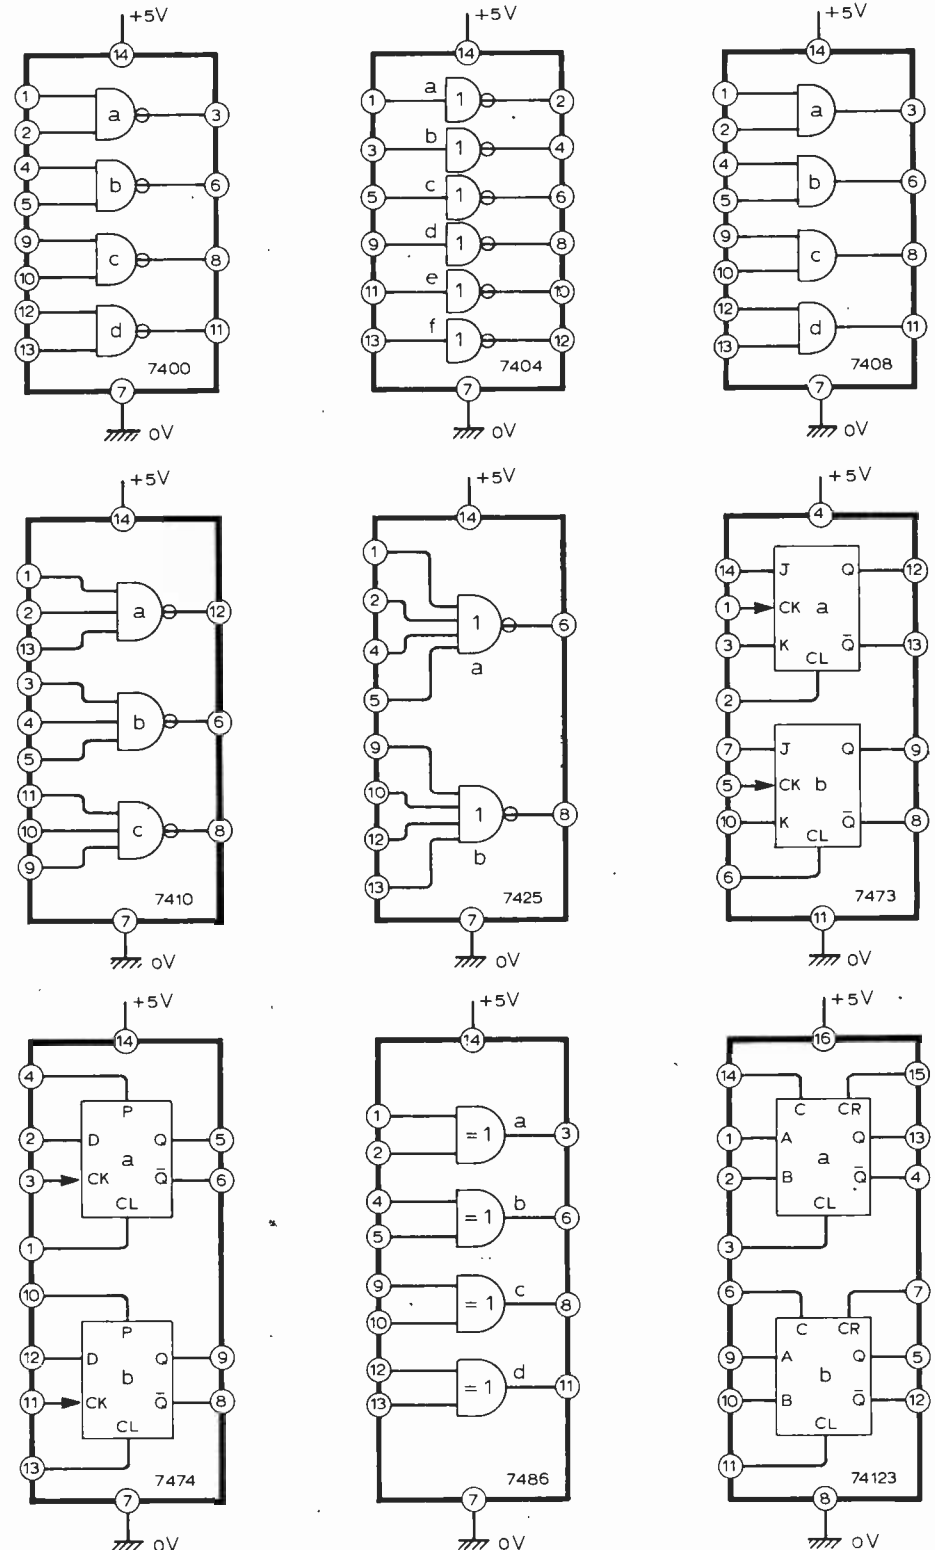 +5V
14
1
2
4
5
9
10
12
13
a
b
c
d
3
6
8
11
7400
7
0V
+5V
14
1
3
5
9
11
13
a
b
c
d
e
f
1
1
1
1
1
1
2
4
6
8
10
12
7404
7
0V
+5V
14
1
2
4
5
9
10
12
13
a
b
c
d
3
6
8
11
7408
7
0V
+5V
14
1
2
13
3
4
5
11
10
9
a
b
c
12
6
8
7410
7
0V
+5V
14
1
2
4
5
9
10
12
13
1
a
1
b
6
8
7425
7
0V
+5V
4
14 J Q 12
1 CK a
3 K Q̅ 13
CL
2
7 J Q 9
5 CK b
10 K Q̅ 8
CL
6
7473
11
0V
+5V
14
4
P
2 D Q 5
a
3 CK Q̅ 6
CL
1
10
P
12 D Q 9
b
11 CK Q̅ 8
CL
13
7474
7
0V
+5V
14
1
2
4
5
9
10
12
13
=1 a
=1 b
=1 c
=1 d
3
6
8
11
7486
7
0V
+5V
16
14 15
C CR
1 A Q 13
a
2 B Q̅ 4
CL
3
6 7
C CR
9 A Q 5
b
10 B Q̅ 12
CL
11
74123
8
0V